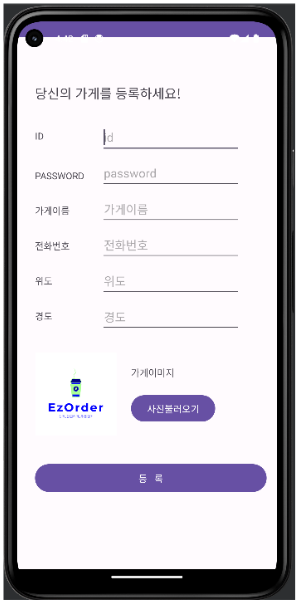 당신의 가게를 등록하세요!
ID id
PASSWORD password
가게이름 가게이름
전화번호 전화번호
위도 위도
경도 경도
가게이미지
EzOrder
사진불러오기
등 록